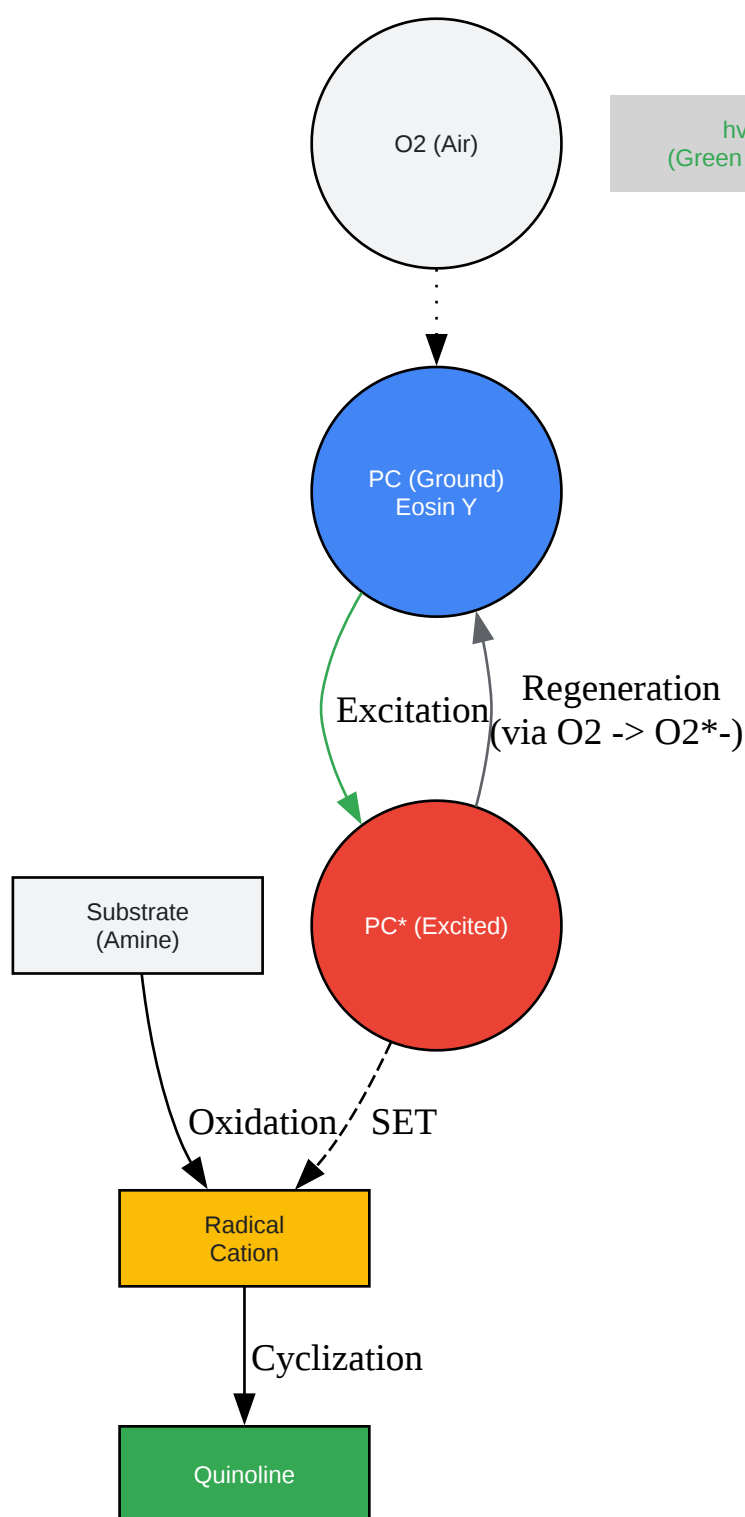 O2 (Air)
hv
(Green
PC (Ground)
Eosin Y
Excitation
Regeneration
(via O2 -> O2*-)
Substrate
(Amine)
PC* (Excited)
Oxidation
SET
Radical
Cation
Cyclization
Quinoline